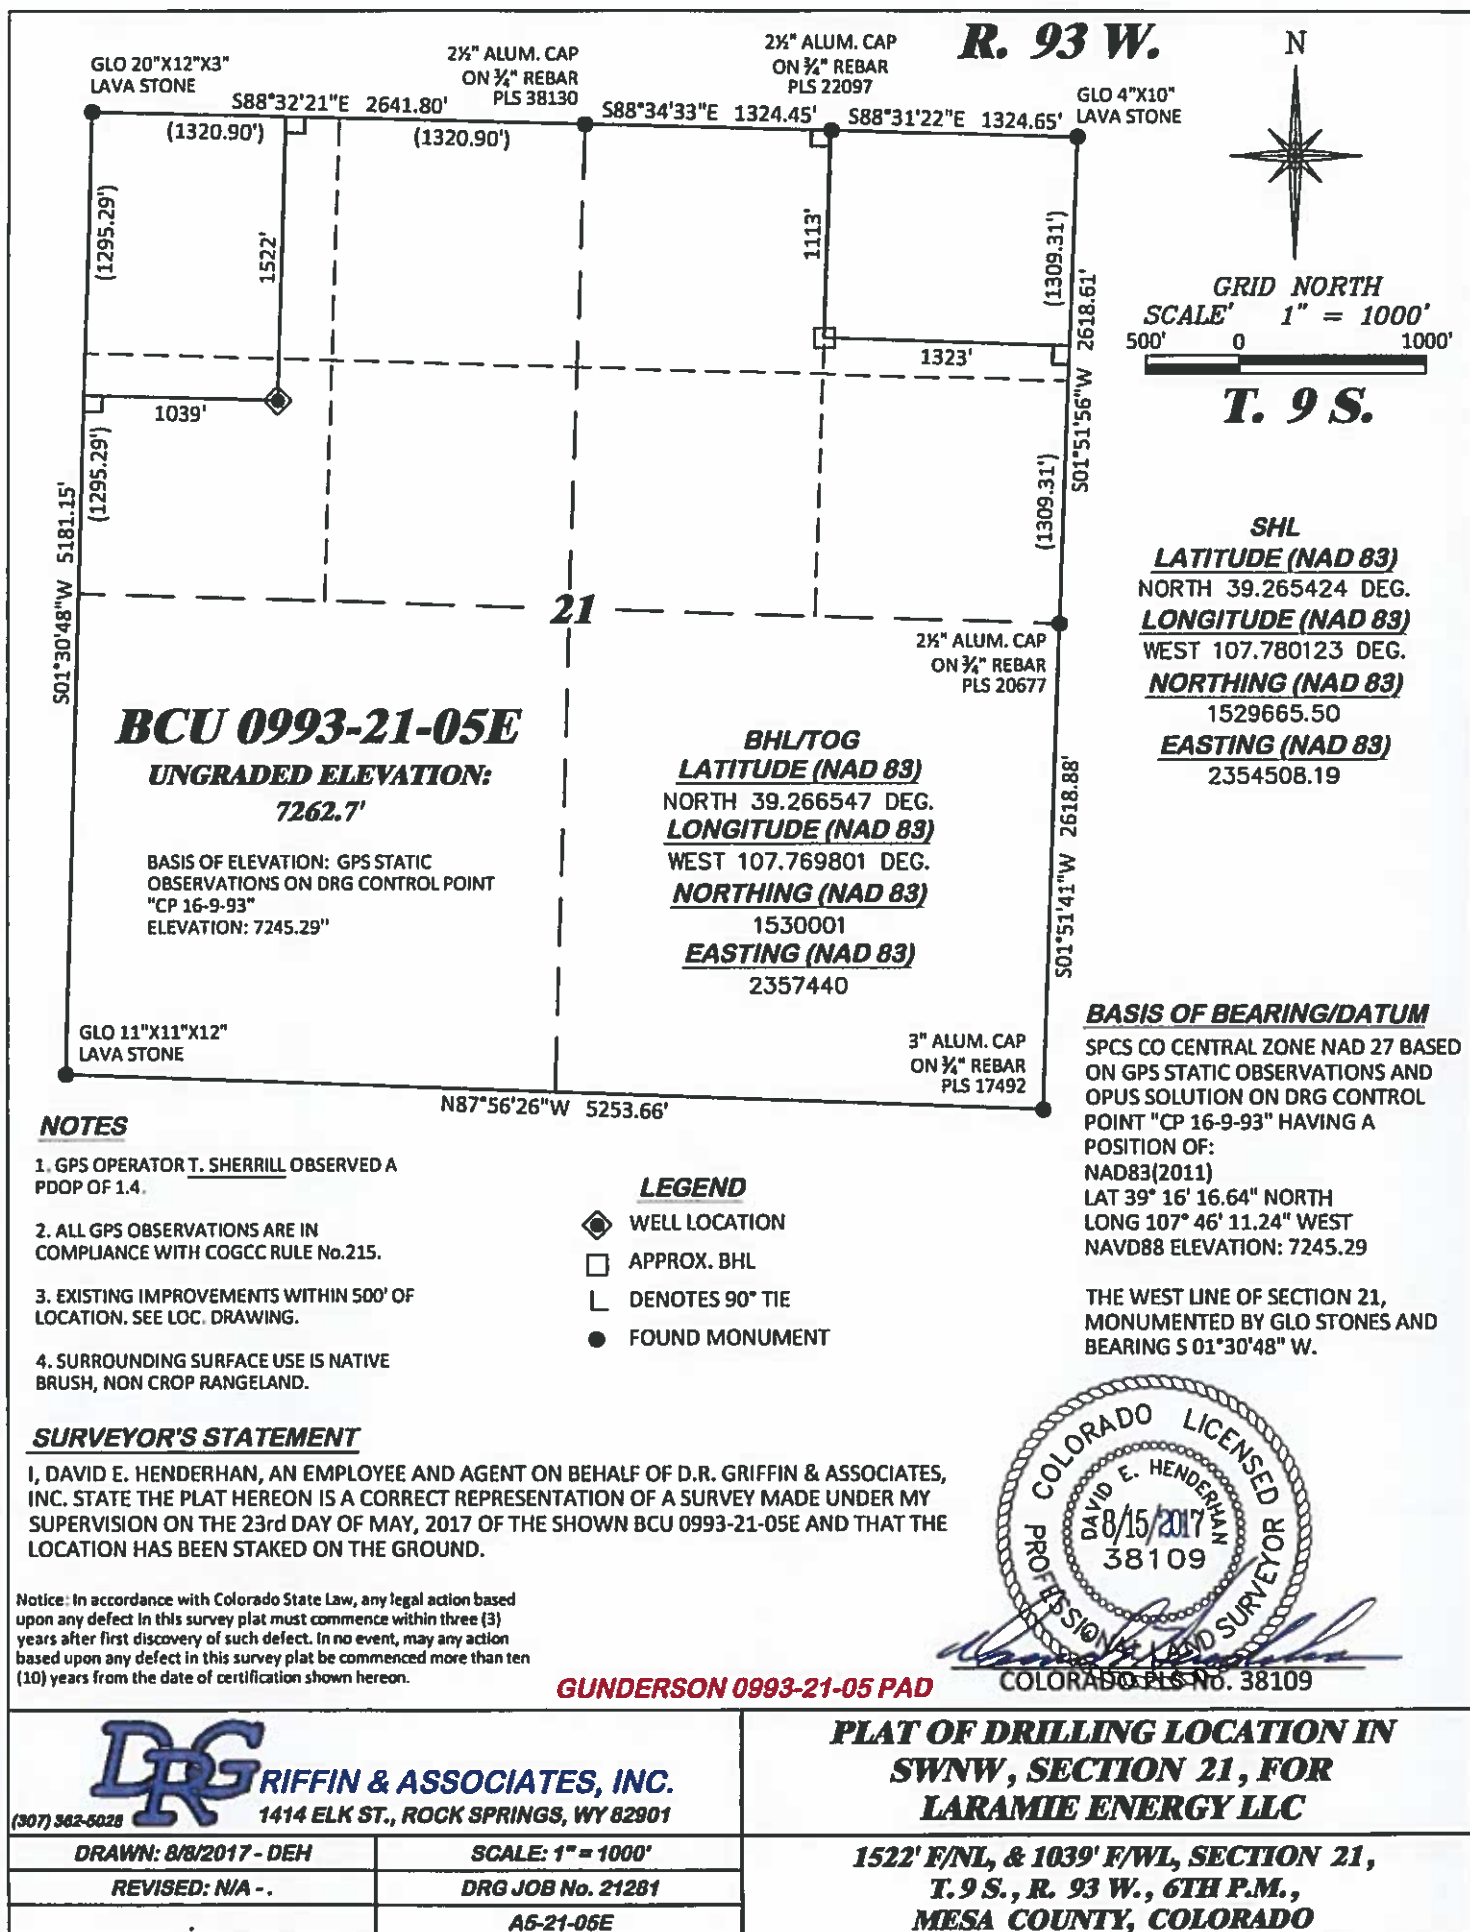 R. 93 W.
N
GLO 20"X12"X3"
LAVA STONE
2½" ALUM. CAP
ON ¾" REBAR
PLS 38130
2½" ALUM. CAP
ON ¾" REBAR
PLS 22097
GLO 4"X10"
LAVA STONE
S88°32'21"E 2641.80'
S88°34'33"E 1324.45'
S88°31'22"E 1324.65'
(1320.90')
(1320.90')
(1295.29')
1522'
1113'
(1309.31')
S01°51'56"W 2618.61'
1323'
1039'
(1295.29')
(1309.31')
S01°30'48"W 5181.15'
GRID NORTH
SCALE' 1" = 1000'
500' 0 1000'
T. 9 S.
21
2½" ALUM. CAP
ON ¾" REBAR
PLS 20677
SHL
LATITUDE (NAD 83)
NORTH 39.265424 DEG.
LONGITUDE (NAD 83)
WEST 107.780123 DEG.
NORTHING (NAD 83)
1529665.50
EASTING (NAD 83)
2354508.19
BCU 0993-21-05E
UNGRADED ELEVATION:
7262.7'
BASIS OF ELEVATION: GPS STATIC
OBSERVATIONS ON DRG CONTROL POINT
"CP 16-9-93"
ELEVATION: 7245.29"
BHL/TOG
LATITUDE (NAD 83)
NORTH 39.266547 DEG.
LONGITUDE (NAD 83)
WEST 107.769801 DEG.
NORTHING (NAD 83)
1530001
EASTING (NAD 83)
2357440
S01°51'41"W 2618.88'
GLO 11"X11"X12"
LAVA STONE
3" ALUM. CAP
ON ¾" REBAR
PLS 17492
N87°56'26"W 5253.66'
BASIS OF BEARING/DATUM
SPCS CO CENTRAL ZONE NAD 27 BASED
ON GPS STATIC OBSERVATIONS AND
OPUS SOLUTION ON DRG CONTROL
POINT "CP 16-9-93" HAVING A
POSITION OF:
NAD83(2011)
LAT 39° 16' 16.64" NORTH
LONG 107° 46' 11.24" WEST
NAVD88 ELEVATION: 7245.29
THE WEST LINE OF SECTION 21,
MONUMENTED BY GLO STONES AND
BEARING S 01°30'48" W.
NOTES
1. GPS OPERATOR T. SHERRILL OBSERVED A
PDOP OF 1.4.
2. ALL GPS OBSERVATIONS ARE IN
COMPLIANCE WITH COGCC RULE No.215.
3. EXISTING IMPROVEMENTS WITHIN 500' OF
LOCATION. SEE LOC. DRAWING.
4. SURROUNDING SURFACE USE IS NATIVE
BRUSH, NON CROP RANGELAND.
LEGEND
WELL LOCATION
APPROX. BHL
DENOTES 90° TIE
FOUND MONUMENT
SURVEYOR'S STATEMENT
I, DAVID E. HENDERHAN, AN EMPLOYEE AND AGENT ON BEHALF OF D.R. GRIFFIN & ASSOCIATES,
INC. STATE THE PLAT HEREON IS A CORRECT REPRESENTATION OF A SURVEY MADE UNDER MY
SUPERVISION ON THE 23rd DAY OF MAY, 2017 OF THE SHOWN BCU 0993-21-05E AND THAT THE
LOCATION HAS BEEN STAKED ON THE GROUND.
COLORADO LICENSED
PROFESSIONAL LAND SURVEYOR
DAVID E. HENDERHAN
8/15/2017
38109
COLORADO PLS No. 38109
Notice: In accordance with Colorado State Law, any legal action based
upon any defect in this survey plat must commence within three (3)
years after first discovery of such defect. In no event, may any action
based upon any defect in this survey plat be commenced more than ten
(10) years from the date of certification shown hereon.
GUNDERSON 0993-21-05 PAD
DRG RIFFIN & ASSOCIATES, INC.
(307) 362-5028 1414 ELK ST., ROCK SPRINGS, WY 82901
PLAT OF DRILLING LOCATION IN
SWNW, SECTION 21, FOR
LARAMIE ENERGY LLC
DRAWN: 8/8/2017 - DEH
SCALE: 1" = 1000'
REVISED: N/A - .
DRG JOB No. 21281
.
A5-21-05E
1522' F/NL, & 1039' F/WL, SECTION 21,
T. 9 S., R. 93 W., 6TH P.M.,
MESA COUNTY, COLORADO